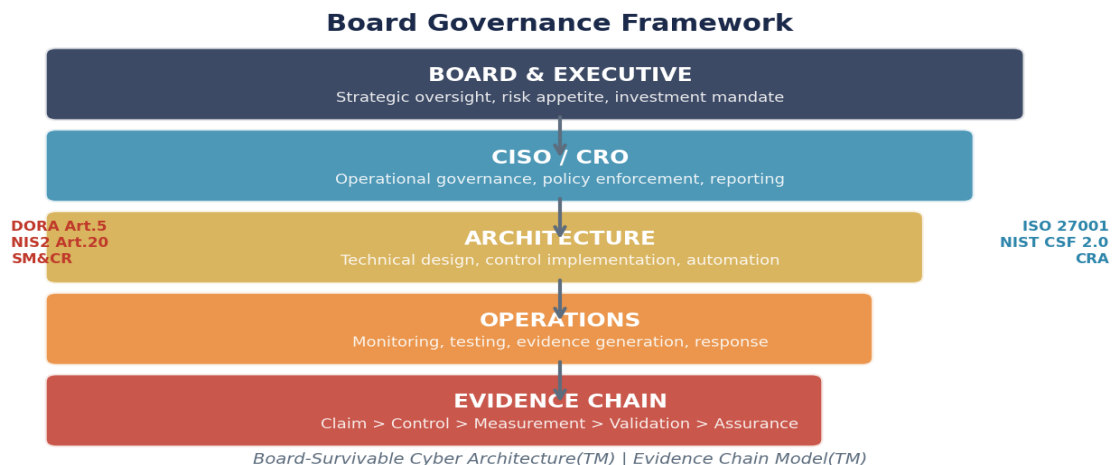 Board Governance Framework
BOARD & EXECUTIVE
Strategic oversight, risk appetite, investment mandate
CISO / CRO
Operational governance, policy enforcement, reporting
DORA Art.5
NIS2 Art.20
SM&CR
ARCHITECTURE
Technical design, control implementation, automation
ISO 27001
NIST CSF 2.0
CRA
OPERATIONS
Monitoring, testing, evidence generation, response
EVIDENCE CHAIN
Claim > Control > Measurement > Validation > Assurance
Board-Survivable Cyber Architecture(TM) | Evidence Chain Model(TM)